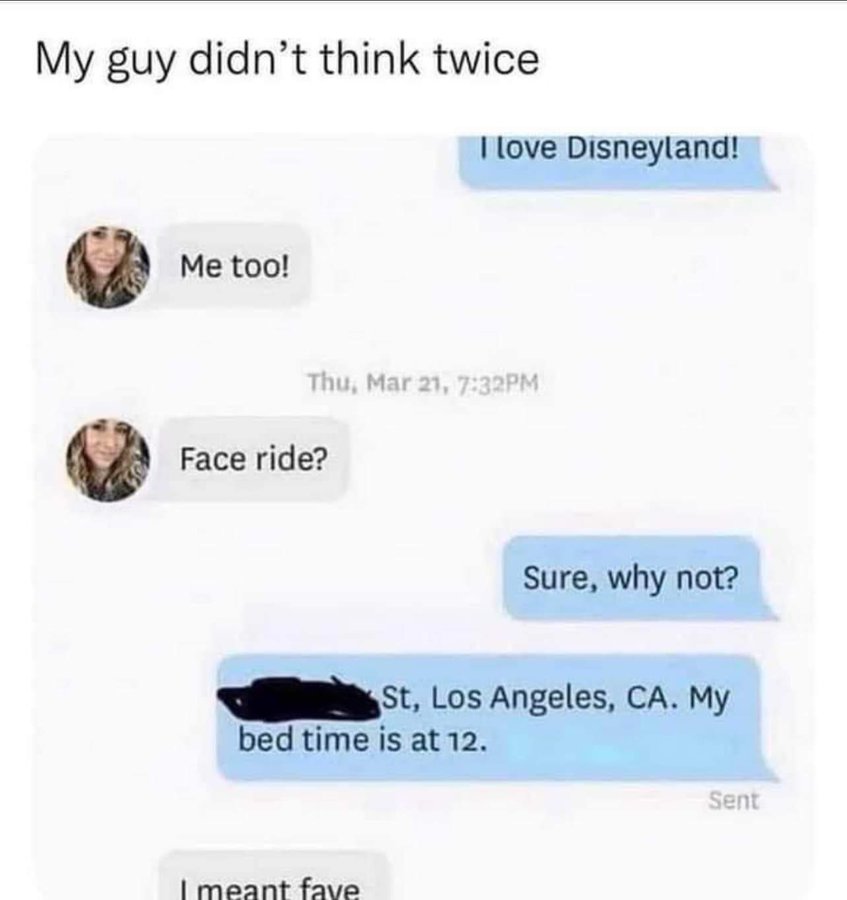 My guy didn’t think twice
I love Disneyland!
Me too!
Thu, Mar 21, 7:32PM
Face ride?
Sure, why not?
St, Los Angeles, CA. My
bed time is at 12.
Sent
I meant fave